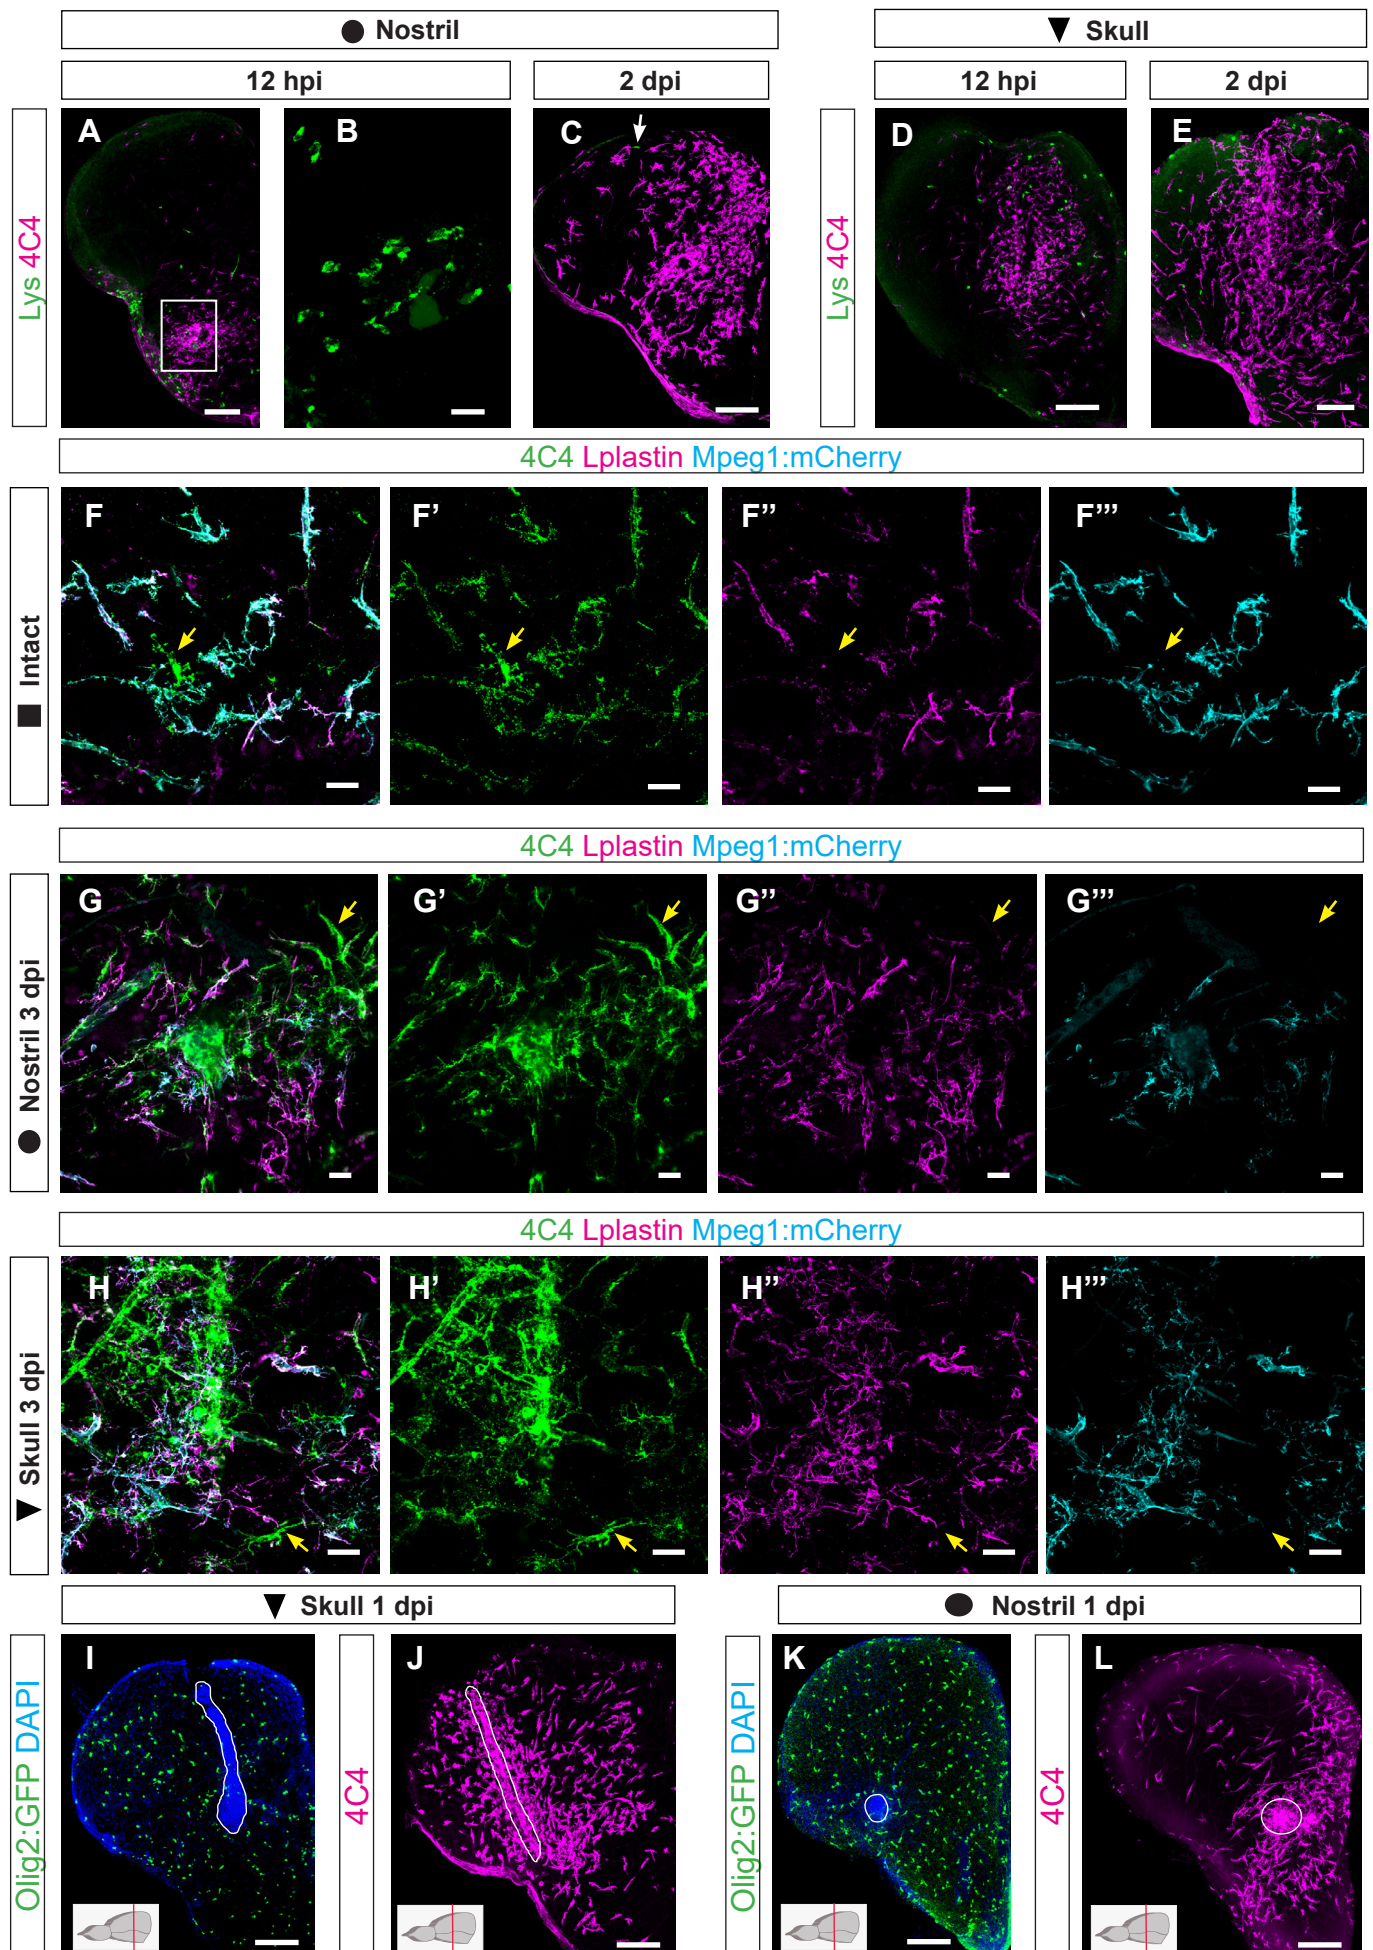 ● Nostril
▼ Skull
12 hpi
2 dpi
12 hpi
2 dpi
Lys 4C4
A
B
C
Lys 4C4
D
E
4C4 Lplastin Mpeg1:mCherry
■ Intact
F
F’
F’’
F’’’
4C4 Lplastin Mpeg1:mCherry
● Nostril 3 dpi
G
G’
G’’
G’’’
4C4 Lplastin Mpeg1:mCherry
▼ Skull 3 dpi
H
H’
H’’
H’’’
▼ Skull 1 dpi
● Nostril 1 dpi
Olig2:GFP DAPI
I
4C4
J
Olig2:GFP DAPI
K
4C4
L